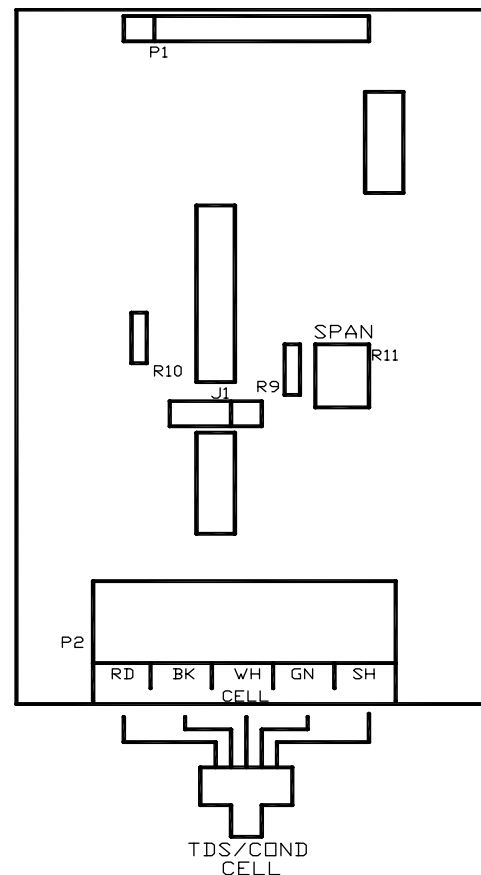 P1
SPAN
R11
R10
R9
J1
P2
RD BK WH GN SH
CELL
TDS/COND
CELL